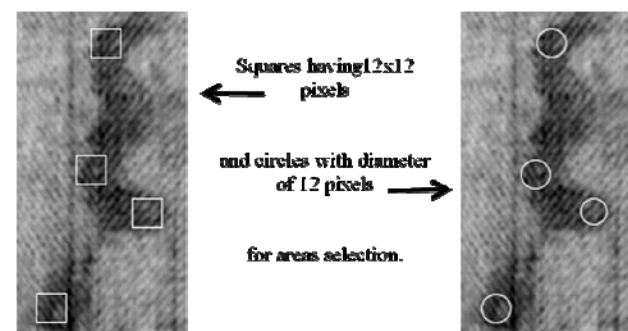 Squares having12x12
pixels
and circles with diameter
of 12 pixels
for areas selection.